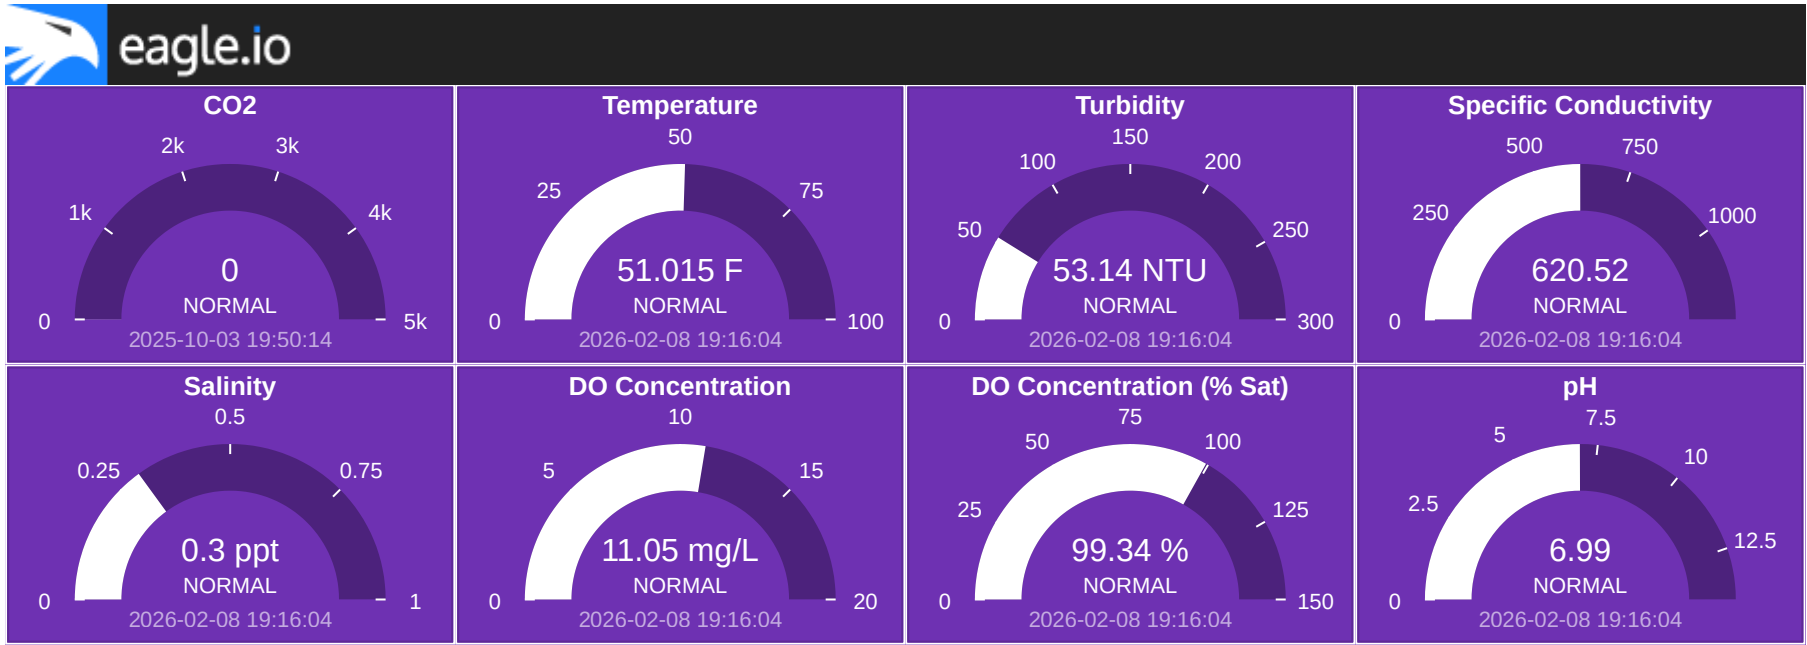 eagle.io
CO2
0
1k
2k
3k
4k
5k
0
NORMAL
2025-10-03 19:50:14
Temperature
0
25
50
75
100
51.015 F
NORMAL
2026-02-08 19:16:04
Turbidity
0
50
100
150
200
250
300
53.14 NTU
NORMAL
2026-02-08 19:16:04
Specific Conductivity
0
250
500
750
1000
620.52
NORMAL
2026-02-08 19:16:04
Salinity
0
0.25
0.5
0.75
1
0.3 ppt
NORMAL
2026-02-08 19:16:04
DO Concentration
0
5
10
15
20
11.05 mg/L
NORMAL
2026-02-08 19:16:04
DO Concentration (% Sat)
0
25
50
75
100
125
150
99.34 %
NORMAL
2026-02-08 19:16:04
pH
0
2.5
5
7.5
10
12.5
6.99
NORMAL
2026-02-08 19:16:04